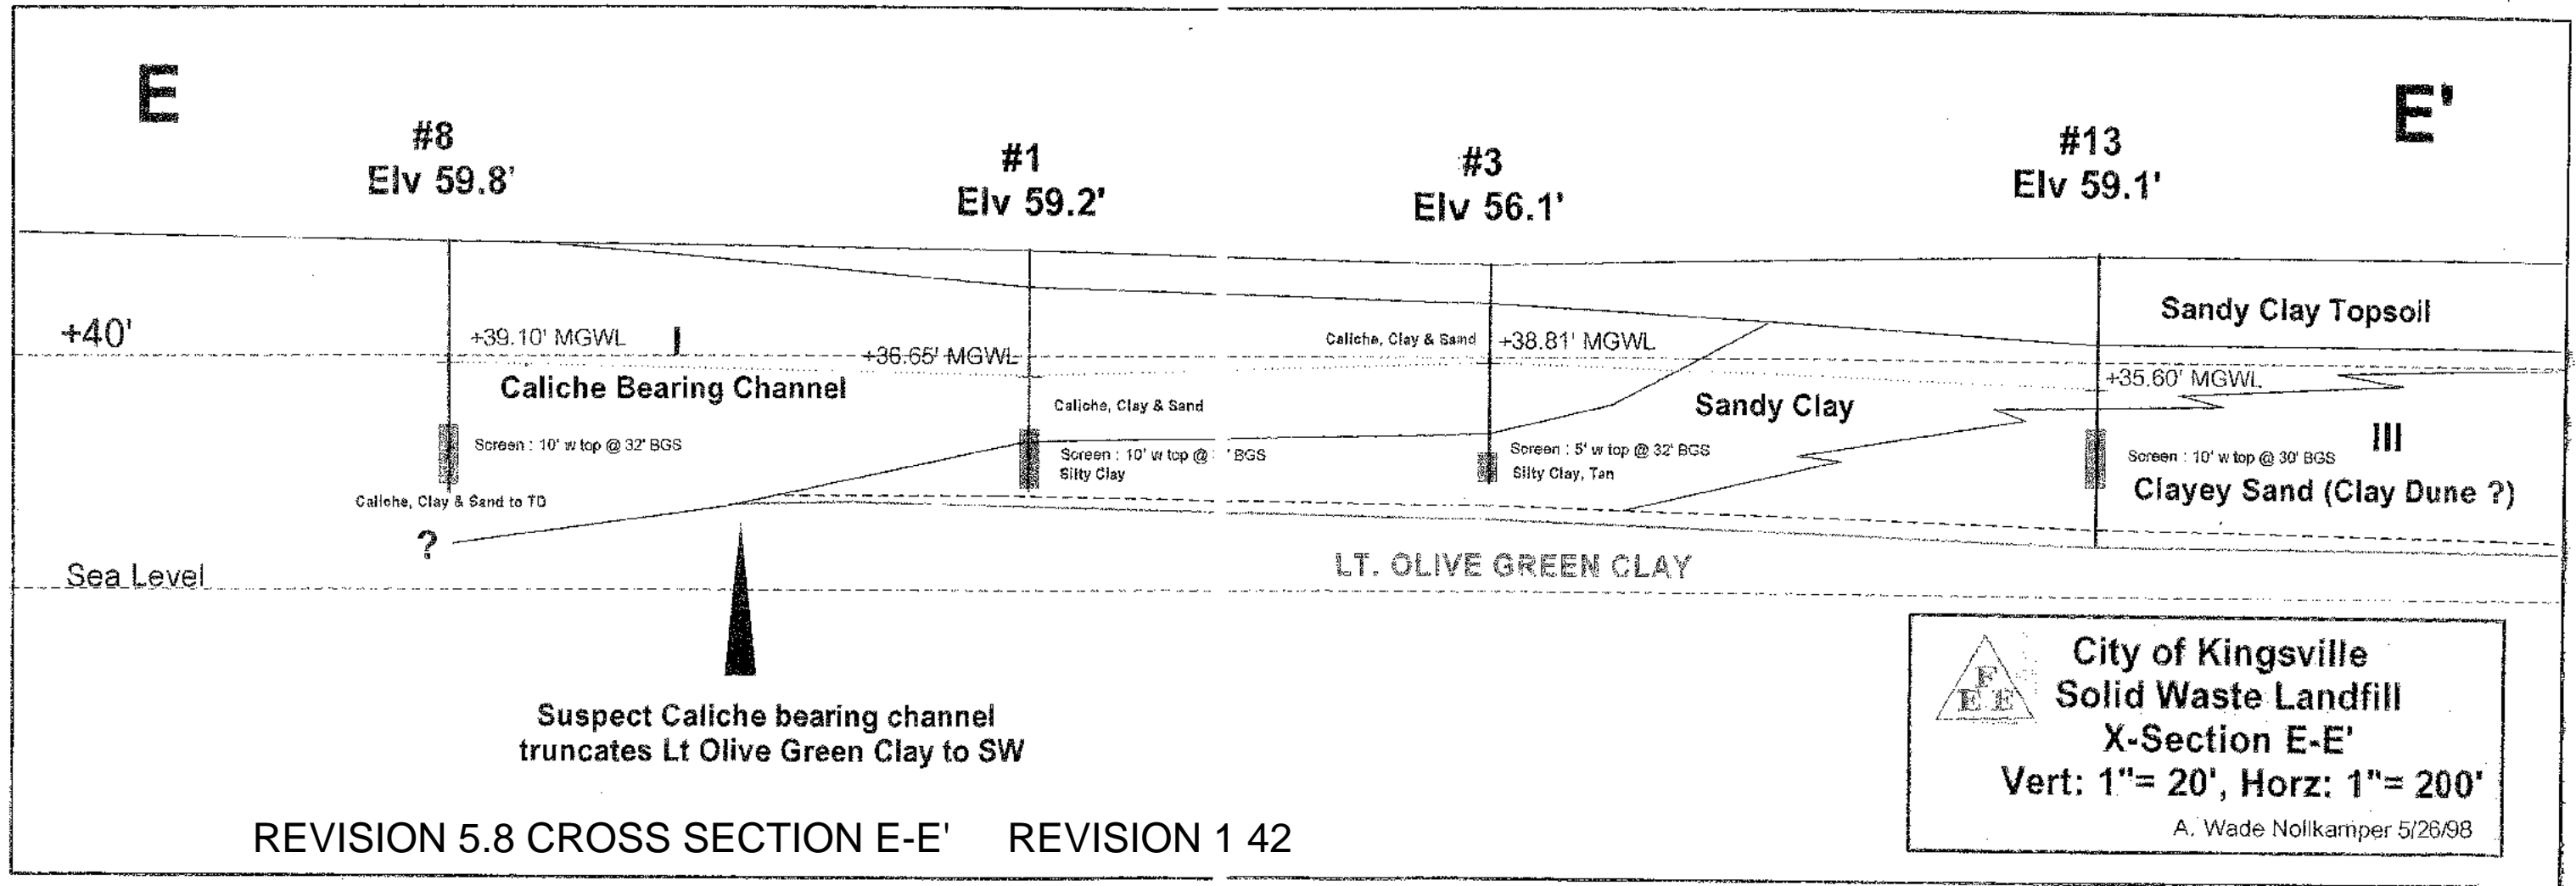 E
E'
#8
Elv 59.8'
#1
Elv 59.2'
#3
Elv 56.1'
#13
Elv 59.1'
Sandy Clay Topsoil
+40'
+39.10' MGWL
I
+36.65' MGWL
Caliche, Clay & Sand
+38.81' MGWL
+35.60' MGWL
Caliche Bearing Channel
Caliche, Clay & Sand
Sandy Clay
III
Screen : 10' w top @ 32' BGS
Screen : 10' w top @ ' BGS
Silty Clay
Screen : 5' w top @ 32' BGS
Silty Clay, Tan
Screen : 10' w top @ 30' BGS
Clayey Sand (Clay Dune ?)
Caliche, Clay & Sand to TD
?
LT. OLIVE GREEN CLAY
Sea Level
Suspect Caliche bearing channel
truncates Lt Olive Green Clay to SW
F
E E
City of Kingsville
Solid Waste Landfill
X-Section E-E'
Vert: 1"= 20', Horz: 1"= 200'
A. Wade Nollkamper 5/26/98
REVISION 5.8 CROSS SECTION E-E' REVISION 1 42